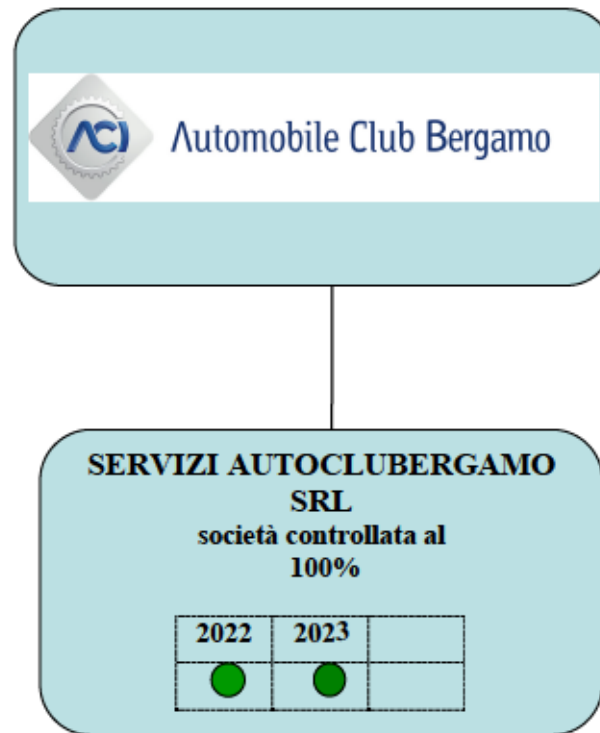 ACI Automobile Club Bergamo
SERVIZI AUTOCLUBERGAMO
SRL
società controllata al
100%
2022 2023